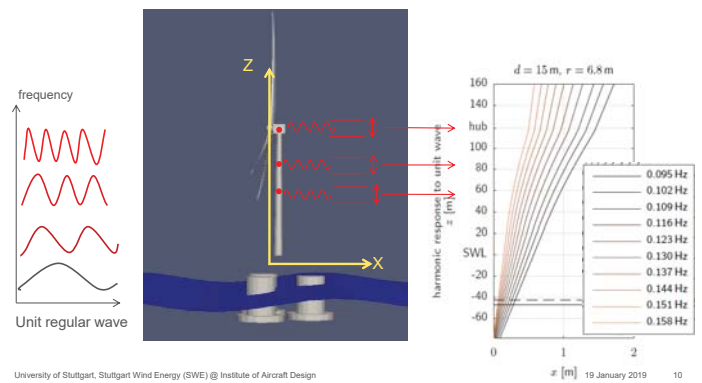 frequency
Unit regular wave
Z
X
d = 15 m, r = 6.8 m
harmonic response to unit wave
z [m]
160
140
hub
100
80
60
40
20
SWL
-20
-40
-60
0
1
2
x [m]
0.095 Hz
0.102 Hz
0.109 Hz
0.116 Hz
0.123 Hz
0.130 Hz
0.137 Hz
0.144 Hz
0.151 Hz
0.158 Hz
University of Stuttgart, Stuttgart Wind Energy (SWE) @ Institute of Aircraft Design
19 January 2019
10